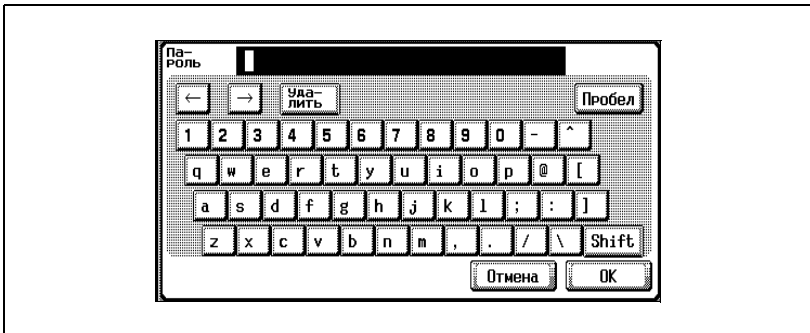 Па-
роль
← → Уда-
лить Пробел
1 2 3 4 5 6 7 8 9 0 - ^
q w e r t y u i o p @ [
a s d f g h j k l ; : ]
z x c v b n m , . / \ Shift
Отмена OK